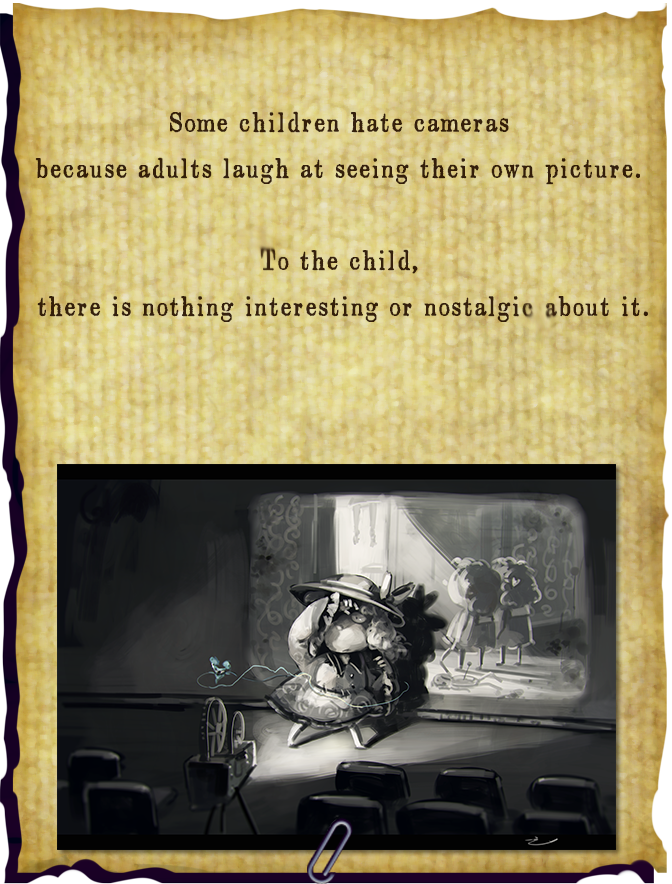 Some children hate cameras
because adults laugh at seeing their own picture.
To the child,
there is nothing interesting or nostalgic about it.